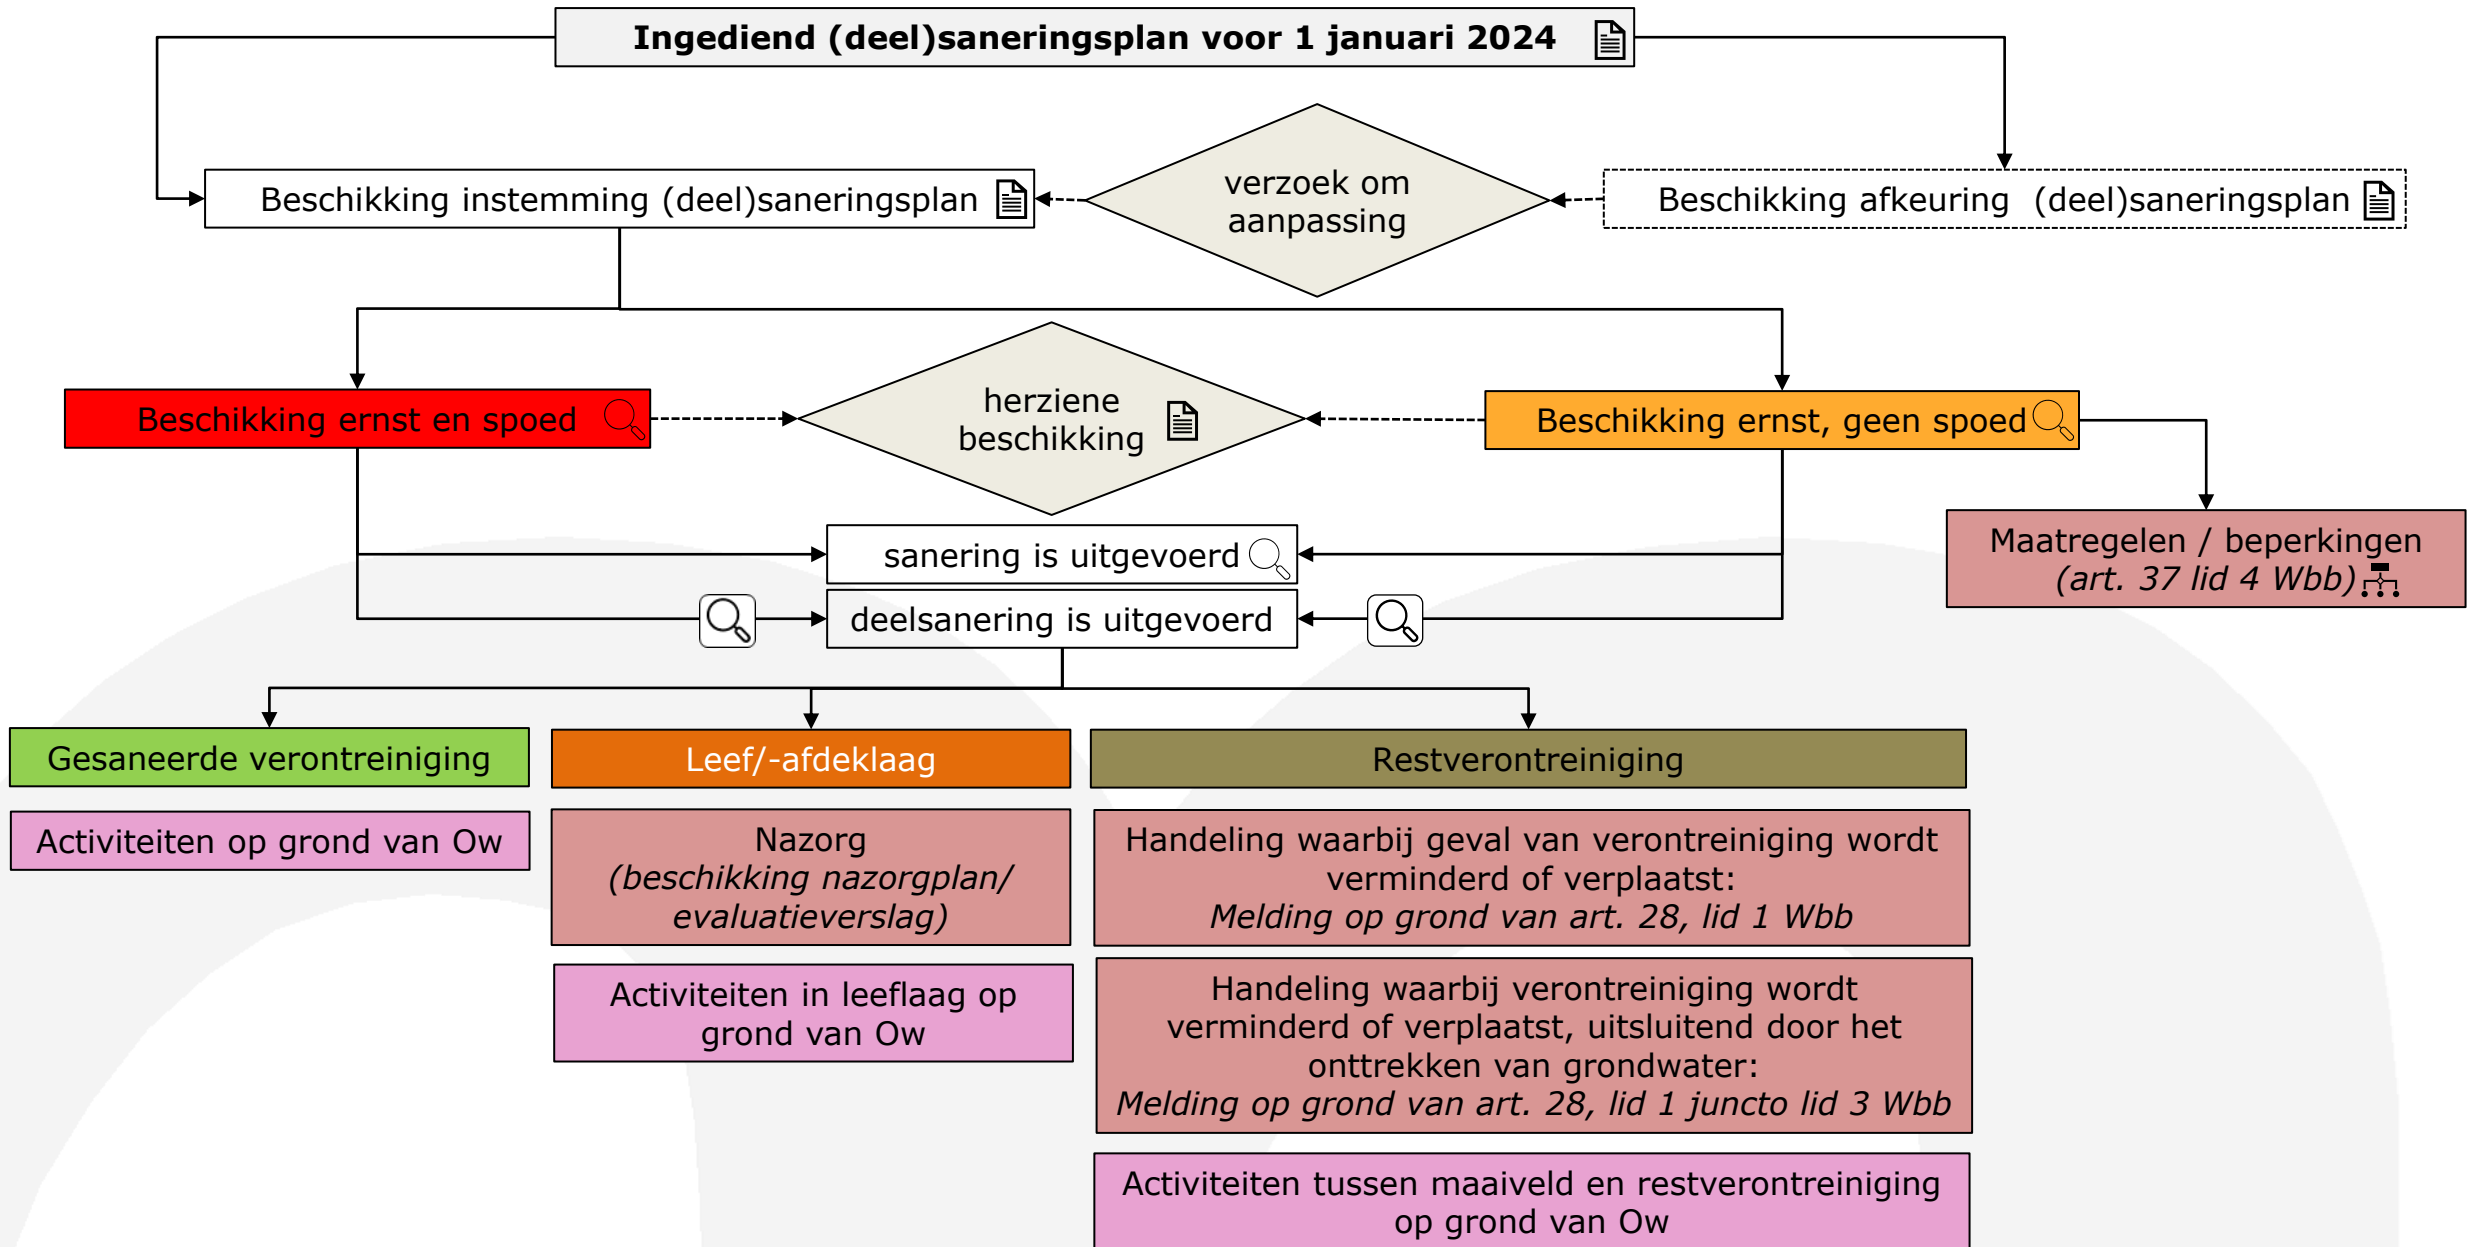 Ingediend (deel)saneringsplan voor 1 januari 2024
Beschikking instemming (deel)saneringsplan
verzoek om
aanpassing
Beschikking afkeuring (deel)saneringsplan
Beschikking ernst en spoed
herziene
beschikking
Beschikking ernst, geen spoed
sanering is uitgevoerd
Maatregelen / beperkingen
(art. 37 lid 4 Wbb)
deelsanering is uitgevoerd
Gesaneerde verontreiniging
Leef/-afdeklaag
Restverontreiniging
Activiteiten op grond van Ow
Nazorg
(beschikking nazorgplan/
evaluatieverslag)
Handeling waarbij geval van verontreiniging wordt
verminderd of verplaatst:
Melding op grond van art. 28, lid 1 Wbb
Activiteiten in leeflaag op
grond van Ow
Handeling waarbij verontreiniging wordt
verminderd of verplaatst, uitsluitend door het
onttrekken van grondwater:
Melding op grond van art. 28, lid 1 juncto lid 3 Wbb
Activiteiten tussen maaiveld en restverontreiniging
op grond van Ow